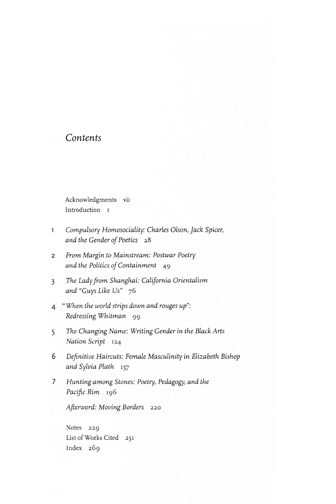 Contents
Acknowledgments vii
Introduction 1
1 Compulsory Homosociality: Charles Olson, Jack Spicer,
and the Gender of Poetics 28
2 From Margin to Mainstream: Postwar Poetry
and the Politics of Containment 49
3 The Lady from Shanghai: California Orientalism
and "Guys Like Us" 76
4 "When the world strips down and rouges up":
Redressing Whitman 99
5 The Changing Name: Writing Gender in the Black Arts
Nation Script 124
6 Definitive Haircuts: Female Masculinity in Elizabeth Bishop
and Sylvia Plath 157
7 Hunting among Stones: Poetry, Pedagogy, and the
Pacific Rim 196
Afterword: Moving Borders 220
Notes 229
List of Works Cited 251
Index 269